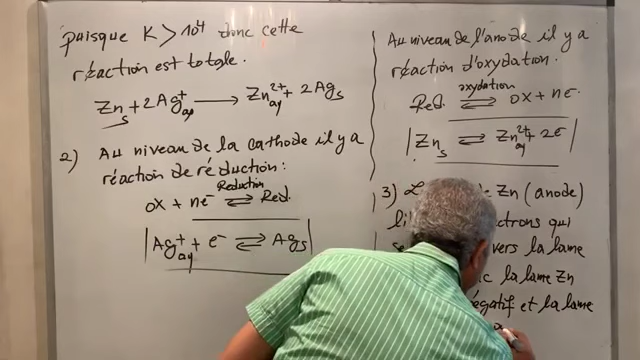 puisque K > 10⁴ donc cette
réaction est totale.
Zn_s + 2Ag⁺_aq ⟶ Zn²⁺_aq + 2Ag_s
2) Au niveau de la cathode il y a
réaction de réduction:
Reduction
ox + ne⁻ ⇌ Red.
Ag⁺_aq + e⁻ ⇌ Ag_s
Au niveau de l'anode il y a
réaction d'oxydation.
oxydation
Red. ⇌ ox + ne⁻
Zn_s ⇌ Zn²⁺_aq + 2e⁻
3) de Zn (anode)
qui
vers la lame
la lame Zn
et la lame